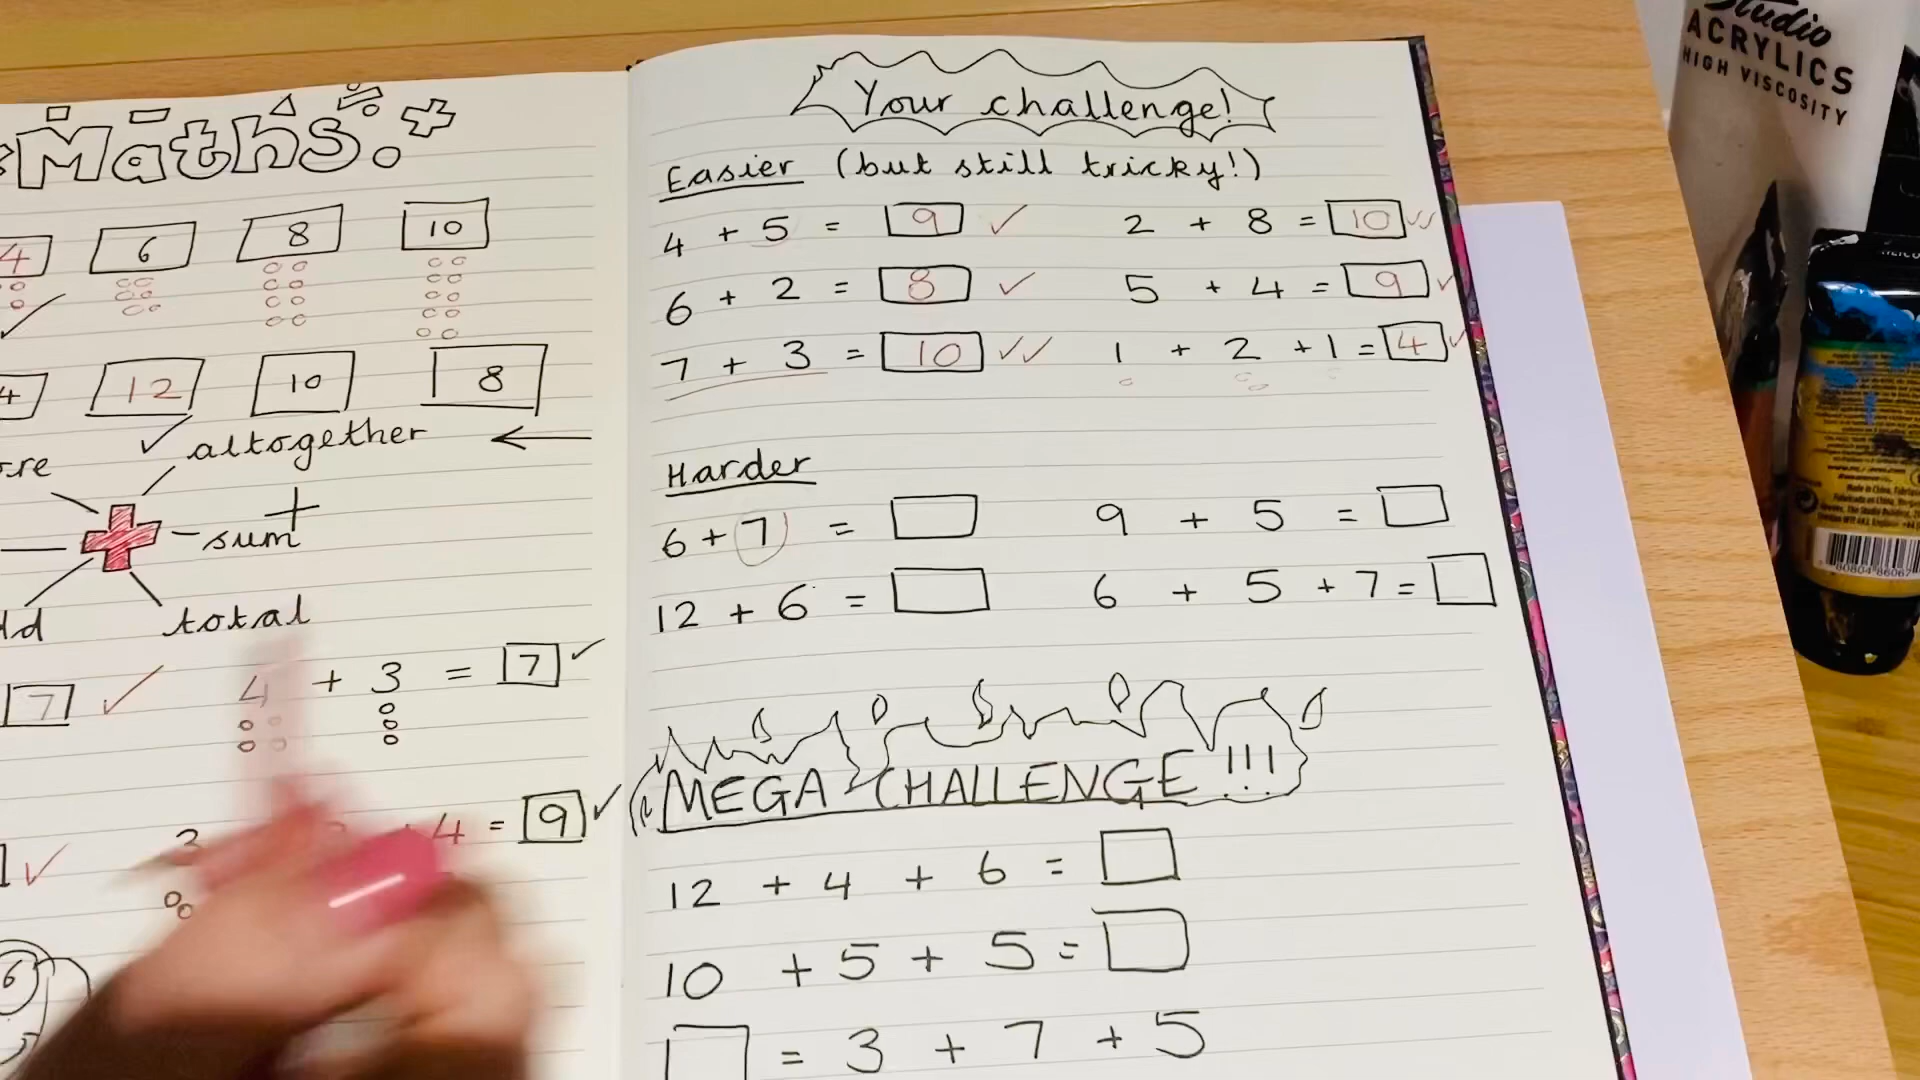 Maths.
4 6 8 10
4 12 10 8
altogether
sum
total
7
4 + 3 = 7
+ 4 = 9
6
Your challenge!
Easier (but still tricky!)
4 + 5 = 9 2 + 8 = 10
6 + 2 = 8 5 + 4 = 9
7 + 3 = 10 1 + 2 + 1 = 4
Harder
6 + 7 = 9 + 5 =
12 + 6 = 6 + 5 + 7 =
MEGA CHALLENGE!!!
12 + 4 + 6 =
10 + 5 + 5 =
= 3 + 7 + 5
Studio
ACRYLICS
HIGH VISCOSITY